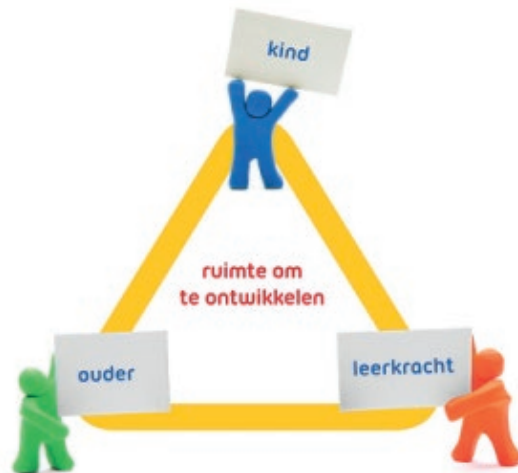 kind
ruimte om
te ontwikkelen
ouder
leerkracht